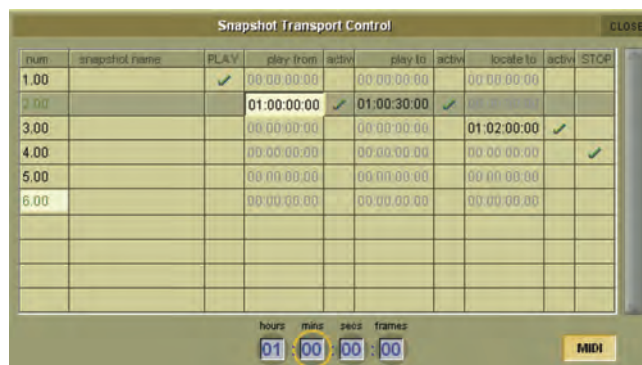 Snapshot Transport Control CLOSE
num snapshot name PLAY play from activ play to activ locate to activ STOP
1.00 00:00:00:00 00:00:00:00 00:00:00:00
2.00 01:00:00:00 01:00:30:00
3.00 00:00:00:00 00:00:00:00 01:02:00:00
4.00 00:00:00:00 00:00:00:00 00:00:00:00
5.00 00:00:00:00 00:00:00:00 00:00:00:00
6.00 00:00:00:00 00:00:00:00 00:00:00:00
hours mins secs frames
01 : 00 : 00 : 00 MIDI